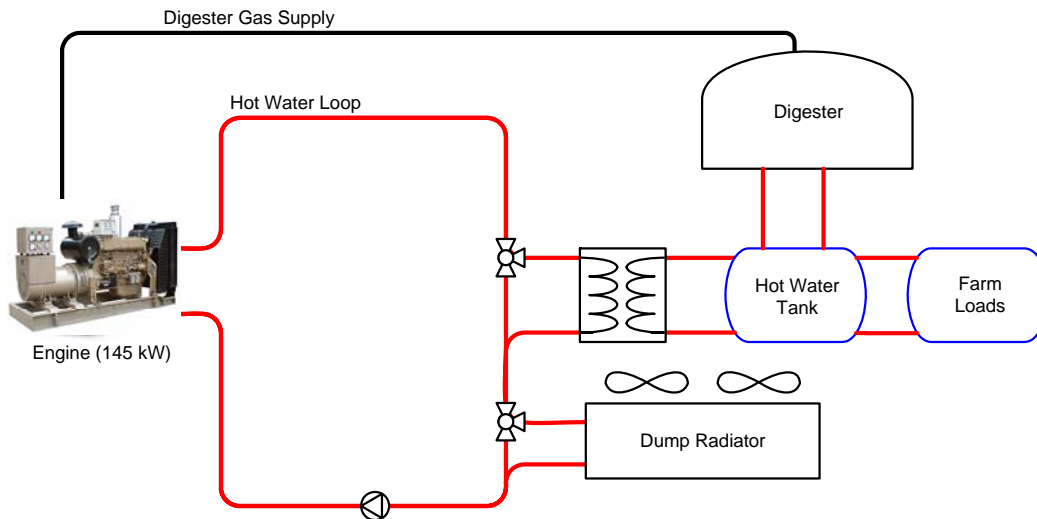 Digester Gas Supply
Hot Water Loop
Digester
Hot Water
Tank
Farm
Loads
Engine (145 kW)
Dump Radiator